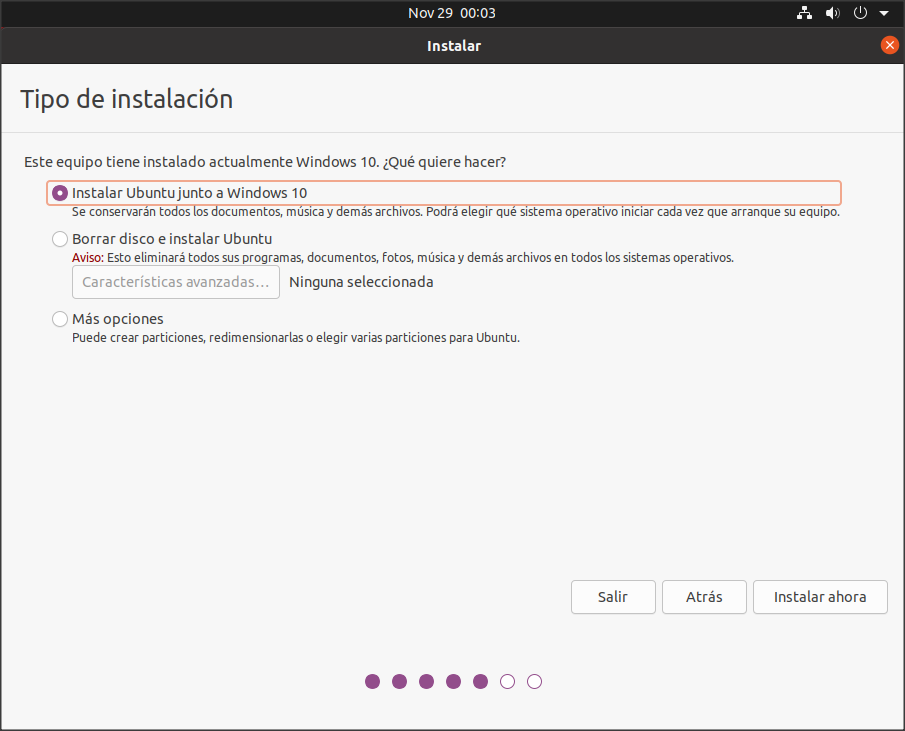 Nov 29 00:03
Instalar
Tipo de instalación
Este equipo tiene instalado actualmente Windows 10. ¿Qué quiere hacer?
Instalar Ubuntu junto a Windows 10
Se conservarán todos los documentos, música y demás archivos. Podrá elegir qué sistema operativo iniciar cada vez que arranque su equipo.
Borrar disco e instalar Ubuntu
Aviso: Esto eliminará todos sus programas, documentos, fotos, música y demás archivos en todos los sistemas operativos.
Características avanzadas... Ninguna seleccionada
Más opciones
Puede crear particiones, redimensionarlas o elegir varias particiones para Ubuntu.
Salir Atrás Instalar ahora